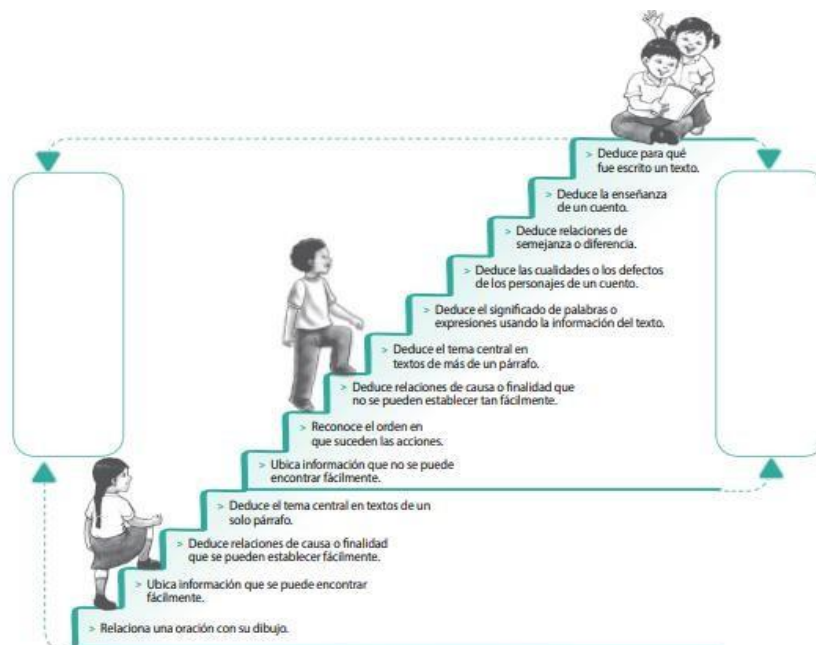 > Deduce para qué
fue escrito un texto.
> Deduce la enseñanza
de un cuento.
> Deduce relaciones de
semejanza o diferencia.
> Deduce las cualidades o los defectos
de los personajes de un cuento.
> Deduce el significado de palabras o
expresiones usando la información del texto.
> Deduce el tema central en
textos de más de un párrafo.
> Deduce relaciones de causa o finalidad que
no se pueden establecer tan fácilmente.
> Reconoce el orden en
que suceden las acciones.
> Ubica información que no se puede
encontrar fácilmente.
> Deduce el tema central en textos de un
solo párrafo.
> Deduce relaciones de causa o finalidad
que se pueden establecer fácilmente.
> Ubica información que se puede encontrar
fácilmente.
> Relaciona una oración con su dibujo.